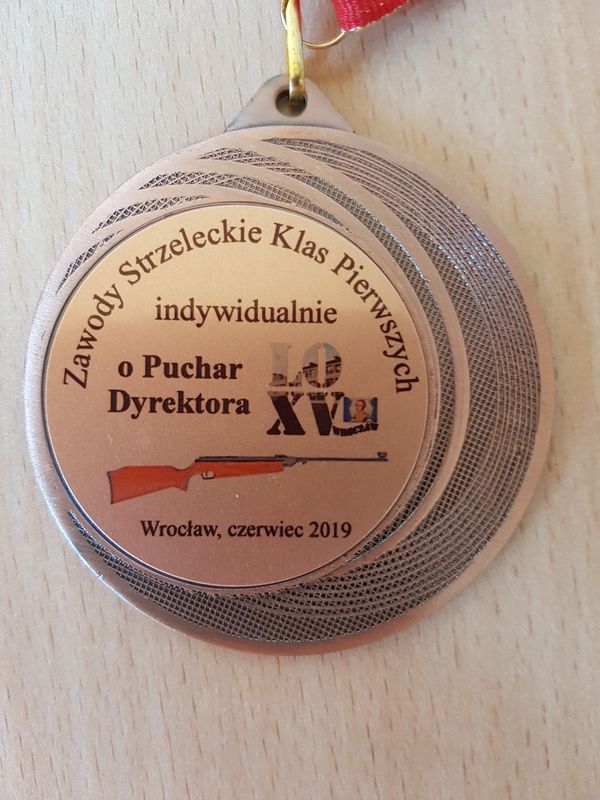 Zawody Strzeleckie Klas Pierwszych
indywidualnie
o Puchar
Dyrektora
LO
XV
WROCŁAW
Wrocław, czerwiec 2019